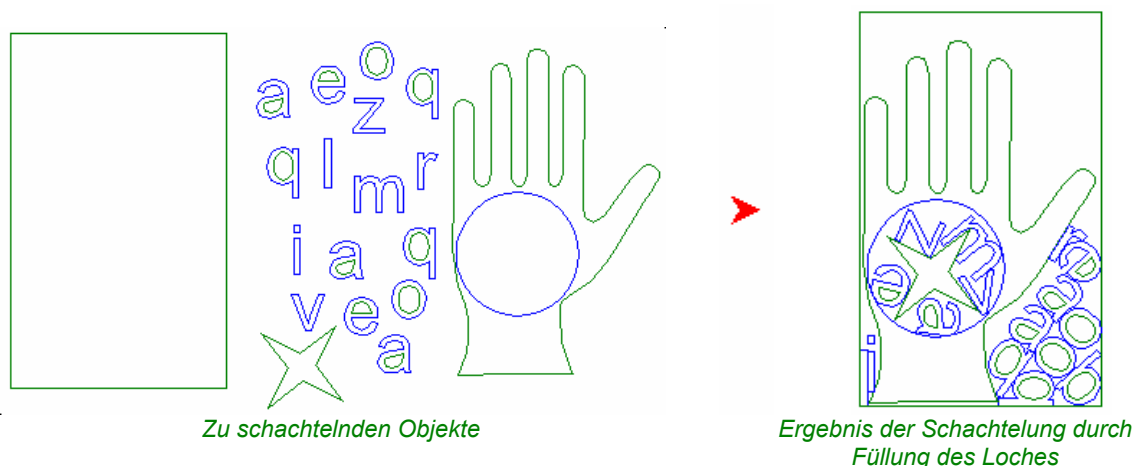 a e o q
z
q l m r
i a q
v e o
a
Zu schachtelnden Objekte
Ergebnis der Schachtelung durch
Füllung des Loches